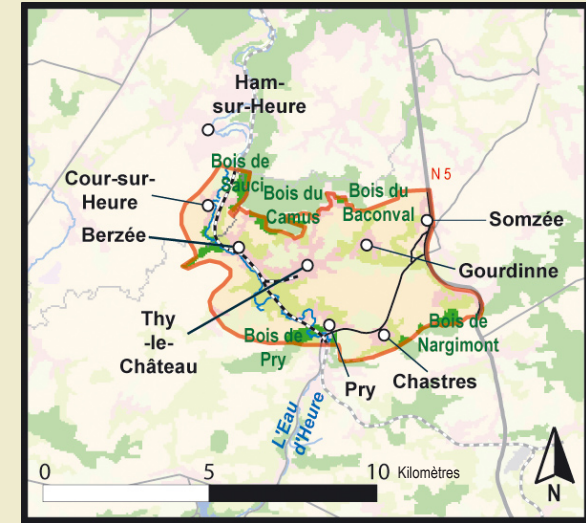 Ham-
sur-Heure
Bois de
Sauci
N 5
Cour-sur-
Heure
Bois du
Camus
Bois du
Baconval
Somzée
Berzée
Gourdinne
Thy
-le-
Château
Bois de
Pry
Bois de
Nargimont
Pry
Chastres
L'Eau
d'Heure
0
5
10 Kilomètres
N